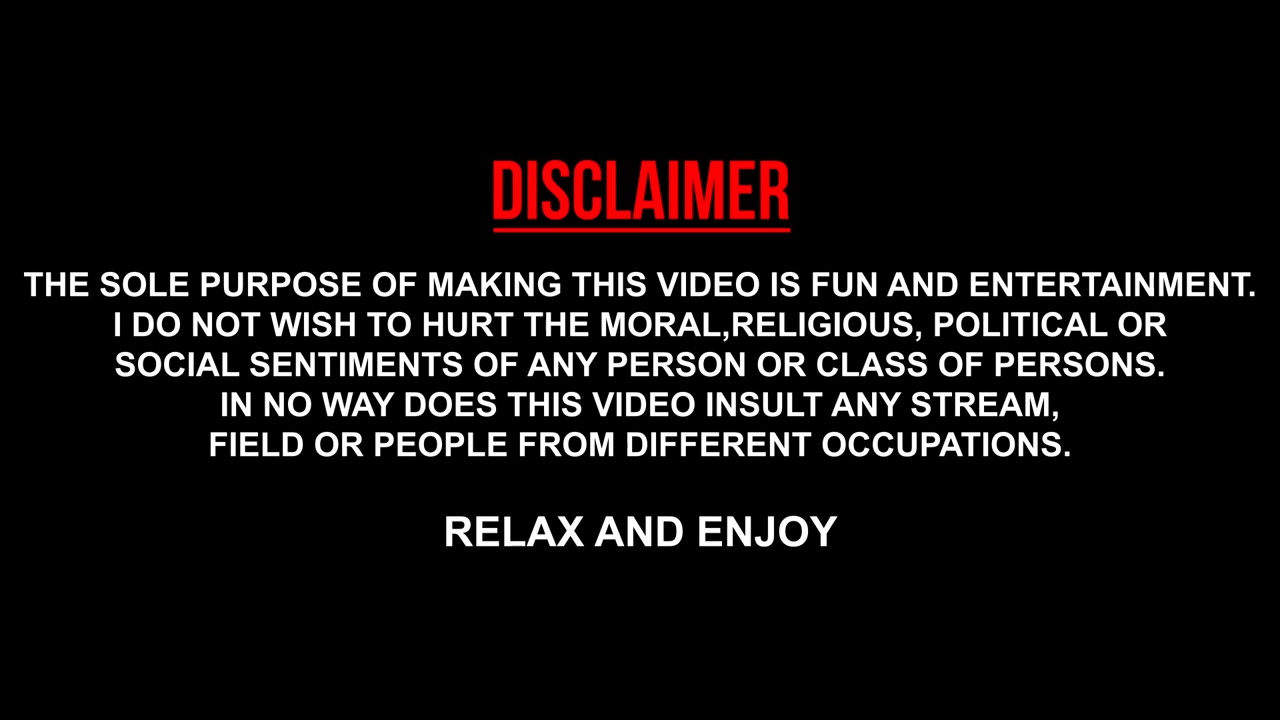 DISCLAIMER
THE SOLE PURPOSE OF MAKING THIS VIDEO IS FUN AND ENTERTAINMENT.
I DO NOT WISH TO HURT THE MORAL,RELIGIOUS, POLITICAL OR
SOCIAL SENTIMENTS OF ANY PERSON OR CLASS OF PERSONS.
IN NO WAY DOES THIS VIDEO INSULT ANY STREAM,
FIELD OR PEOPLE FROM DIFFERENT OCCUPATIONS.
RELAX AND ENJOY